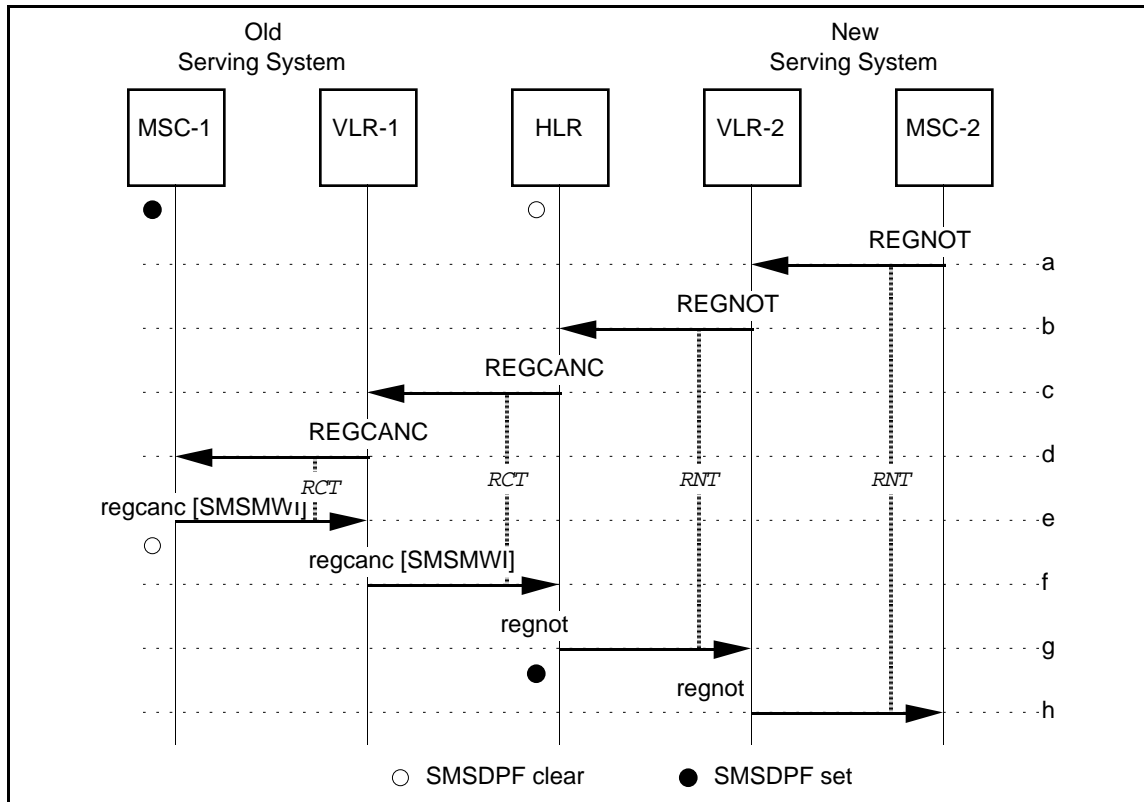 Old
Serving System
New
Serving System
MSC-1
VLR-1
HLR
VLR-2
MSC-2
REGNOT
a
REGNOT
b
REGCANC
c
REGCANC
d
RCT
RCT
RNT
RNT
regcanc [SMSMWI]
e
regcanc [SMSMWI]
f
regnot
g
regnot
h
SMSDPF clear
SMSDPF set